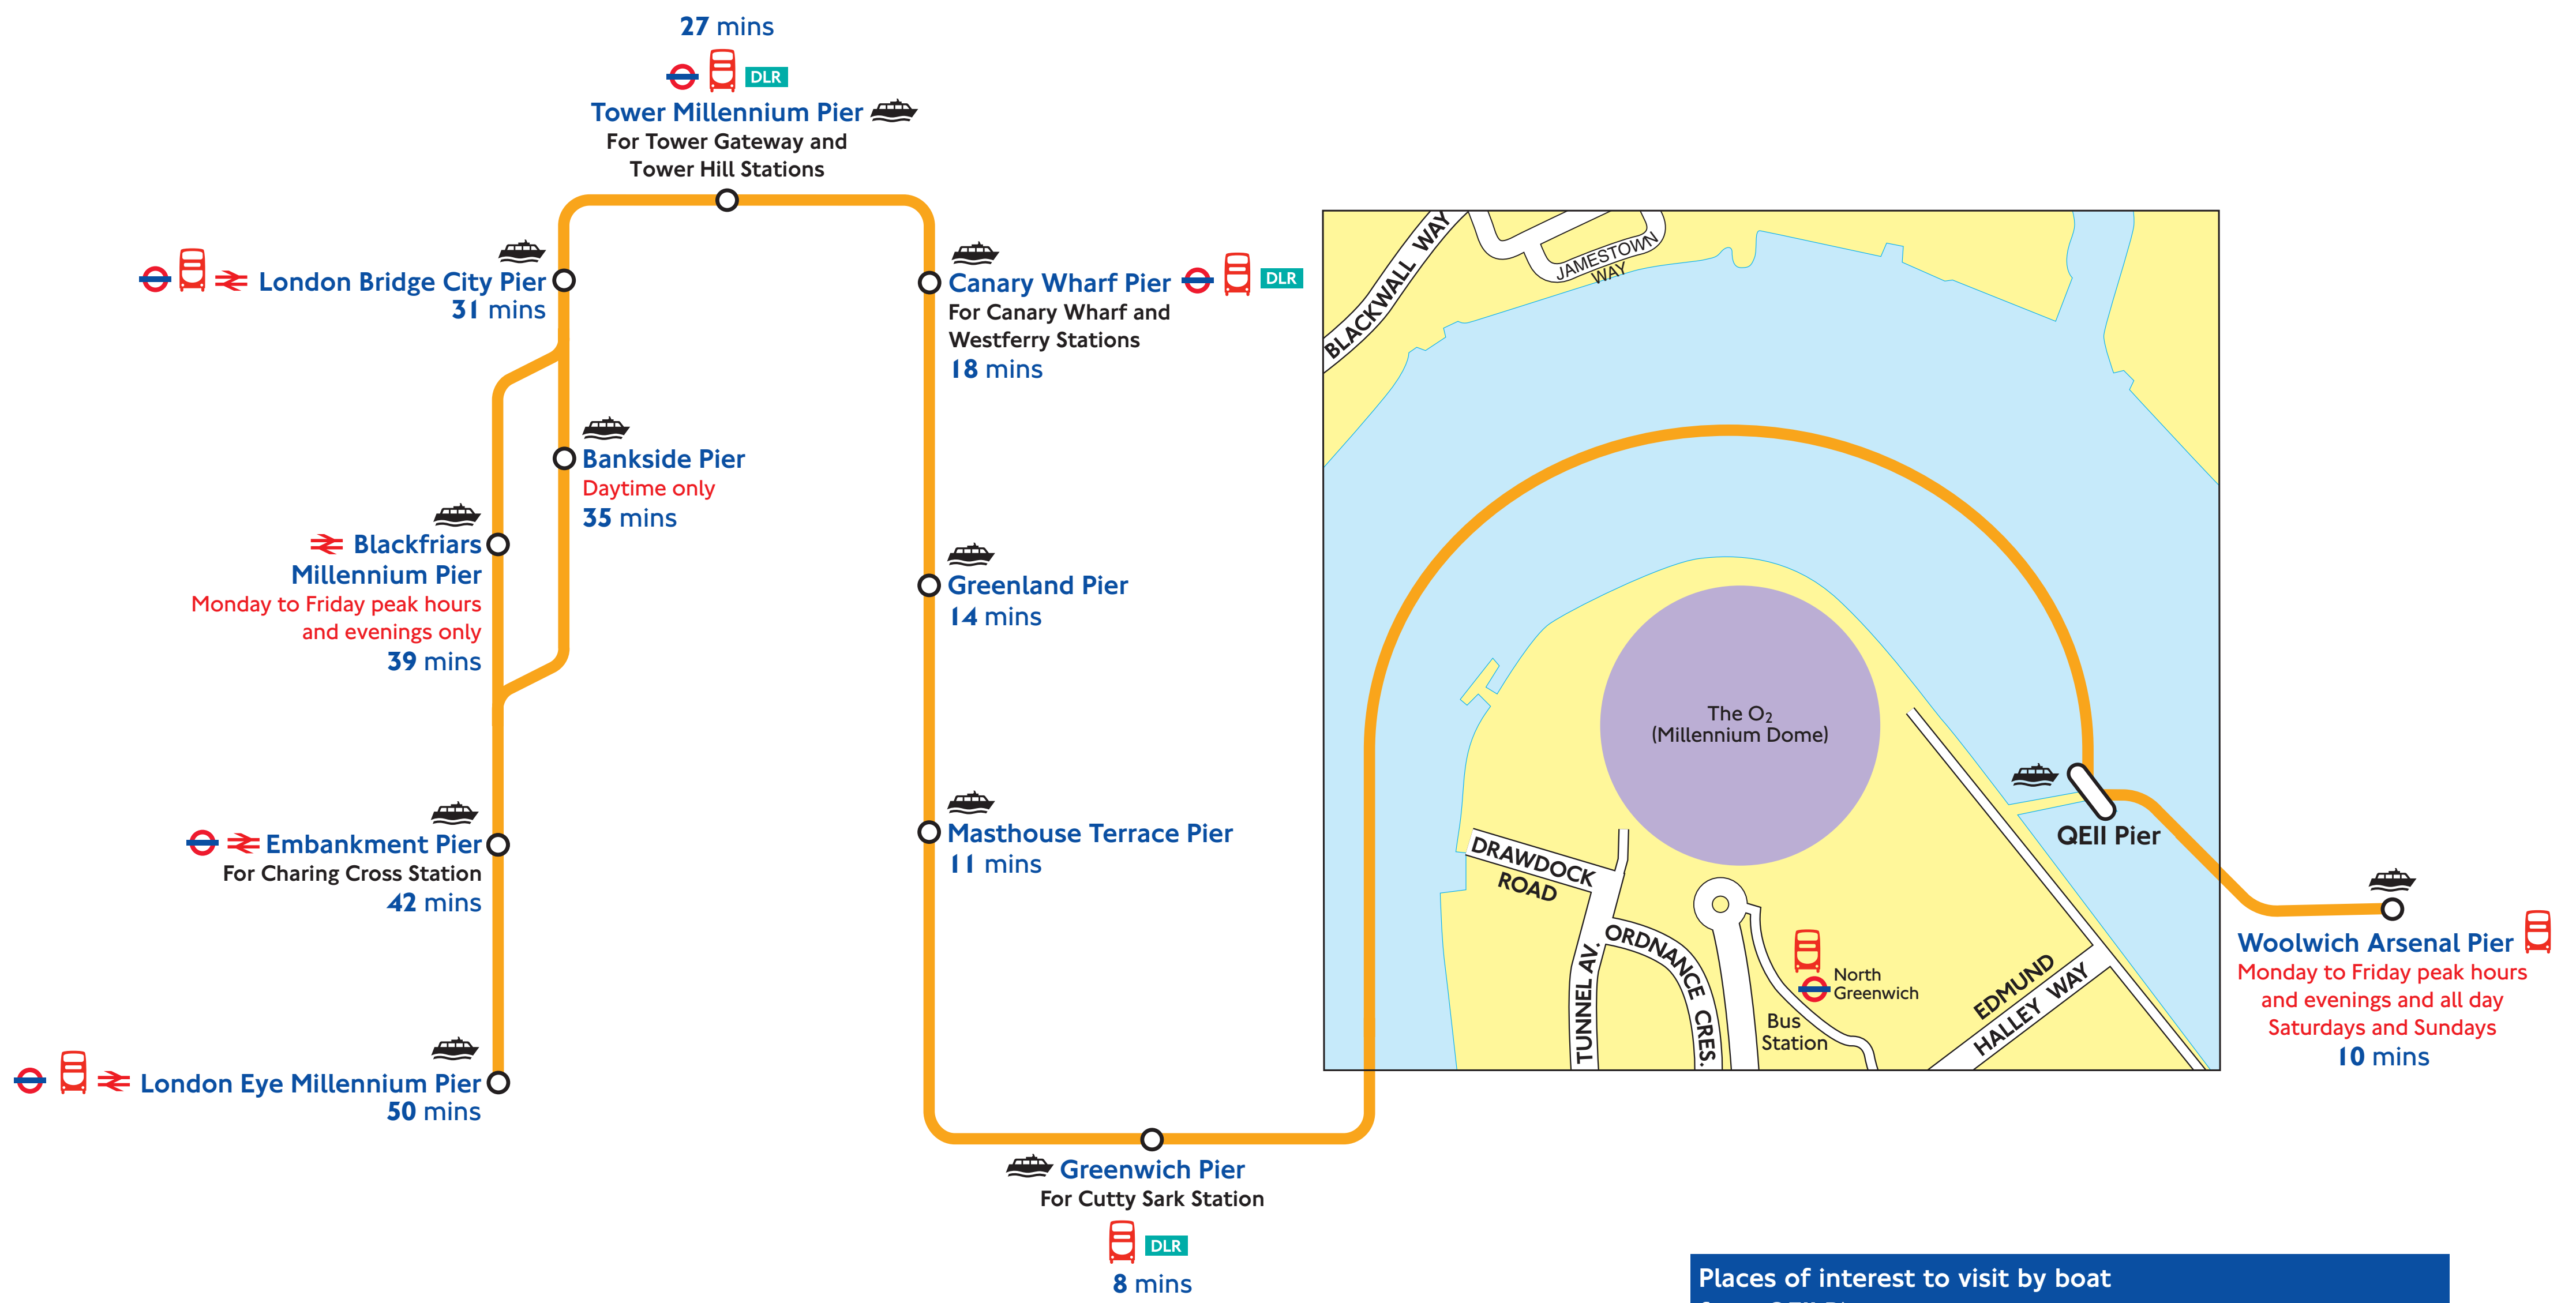 27 mins
DLR
Tower Millennium Pier
For Tower Gateway and
Tower Hill Stations
London Bridge City Pier
31 mins
Canary Wharf Pier
DLR
For Canary Wharf and
Westferry Stations
18 mins
Bankside Pier
Daytime only
35 mins
Blackfriars
Millennium Pier
Monday to Friday peak hours
and evenings only
39 mins
Greenland Pier
14 mins
Masthouse Terrace Pier
11 mins
Embankment Pier
For Charing Cross Station
42 mins
London Eye Millennium Pier
50 mins
Greenwich Pier
For Cutty Sark Station
DLR
8 mins
BLACKWALL WAY
JAMESTOWN
WAY
The O₂
(Millennium Dome)
QEII Pier
DRAWDOCK
ROAD
TUNNEL AV.
ORDNANCE CRES.
North
Greenwich
Bus
Station
EDMUND
HALLEY WAY
Woolwich Arsenal Pier
Monday to Friday peak hours
and evenings and all day
Saturdays and Sundays
10 mins
Places of interest to visit by boat